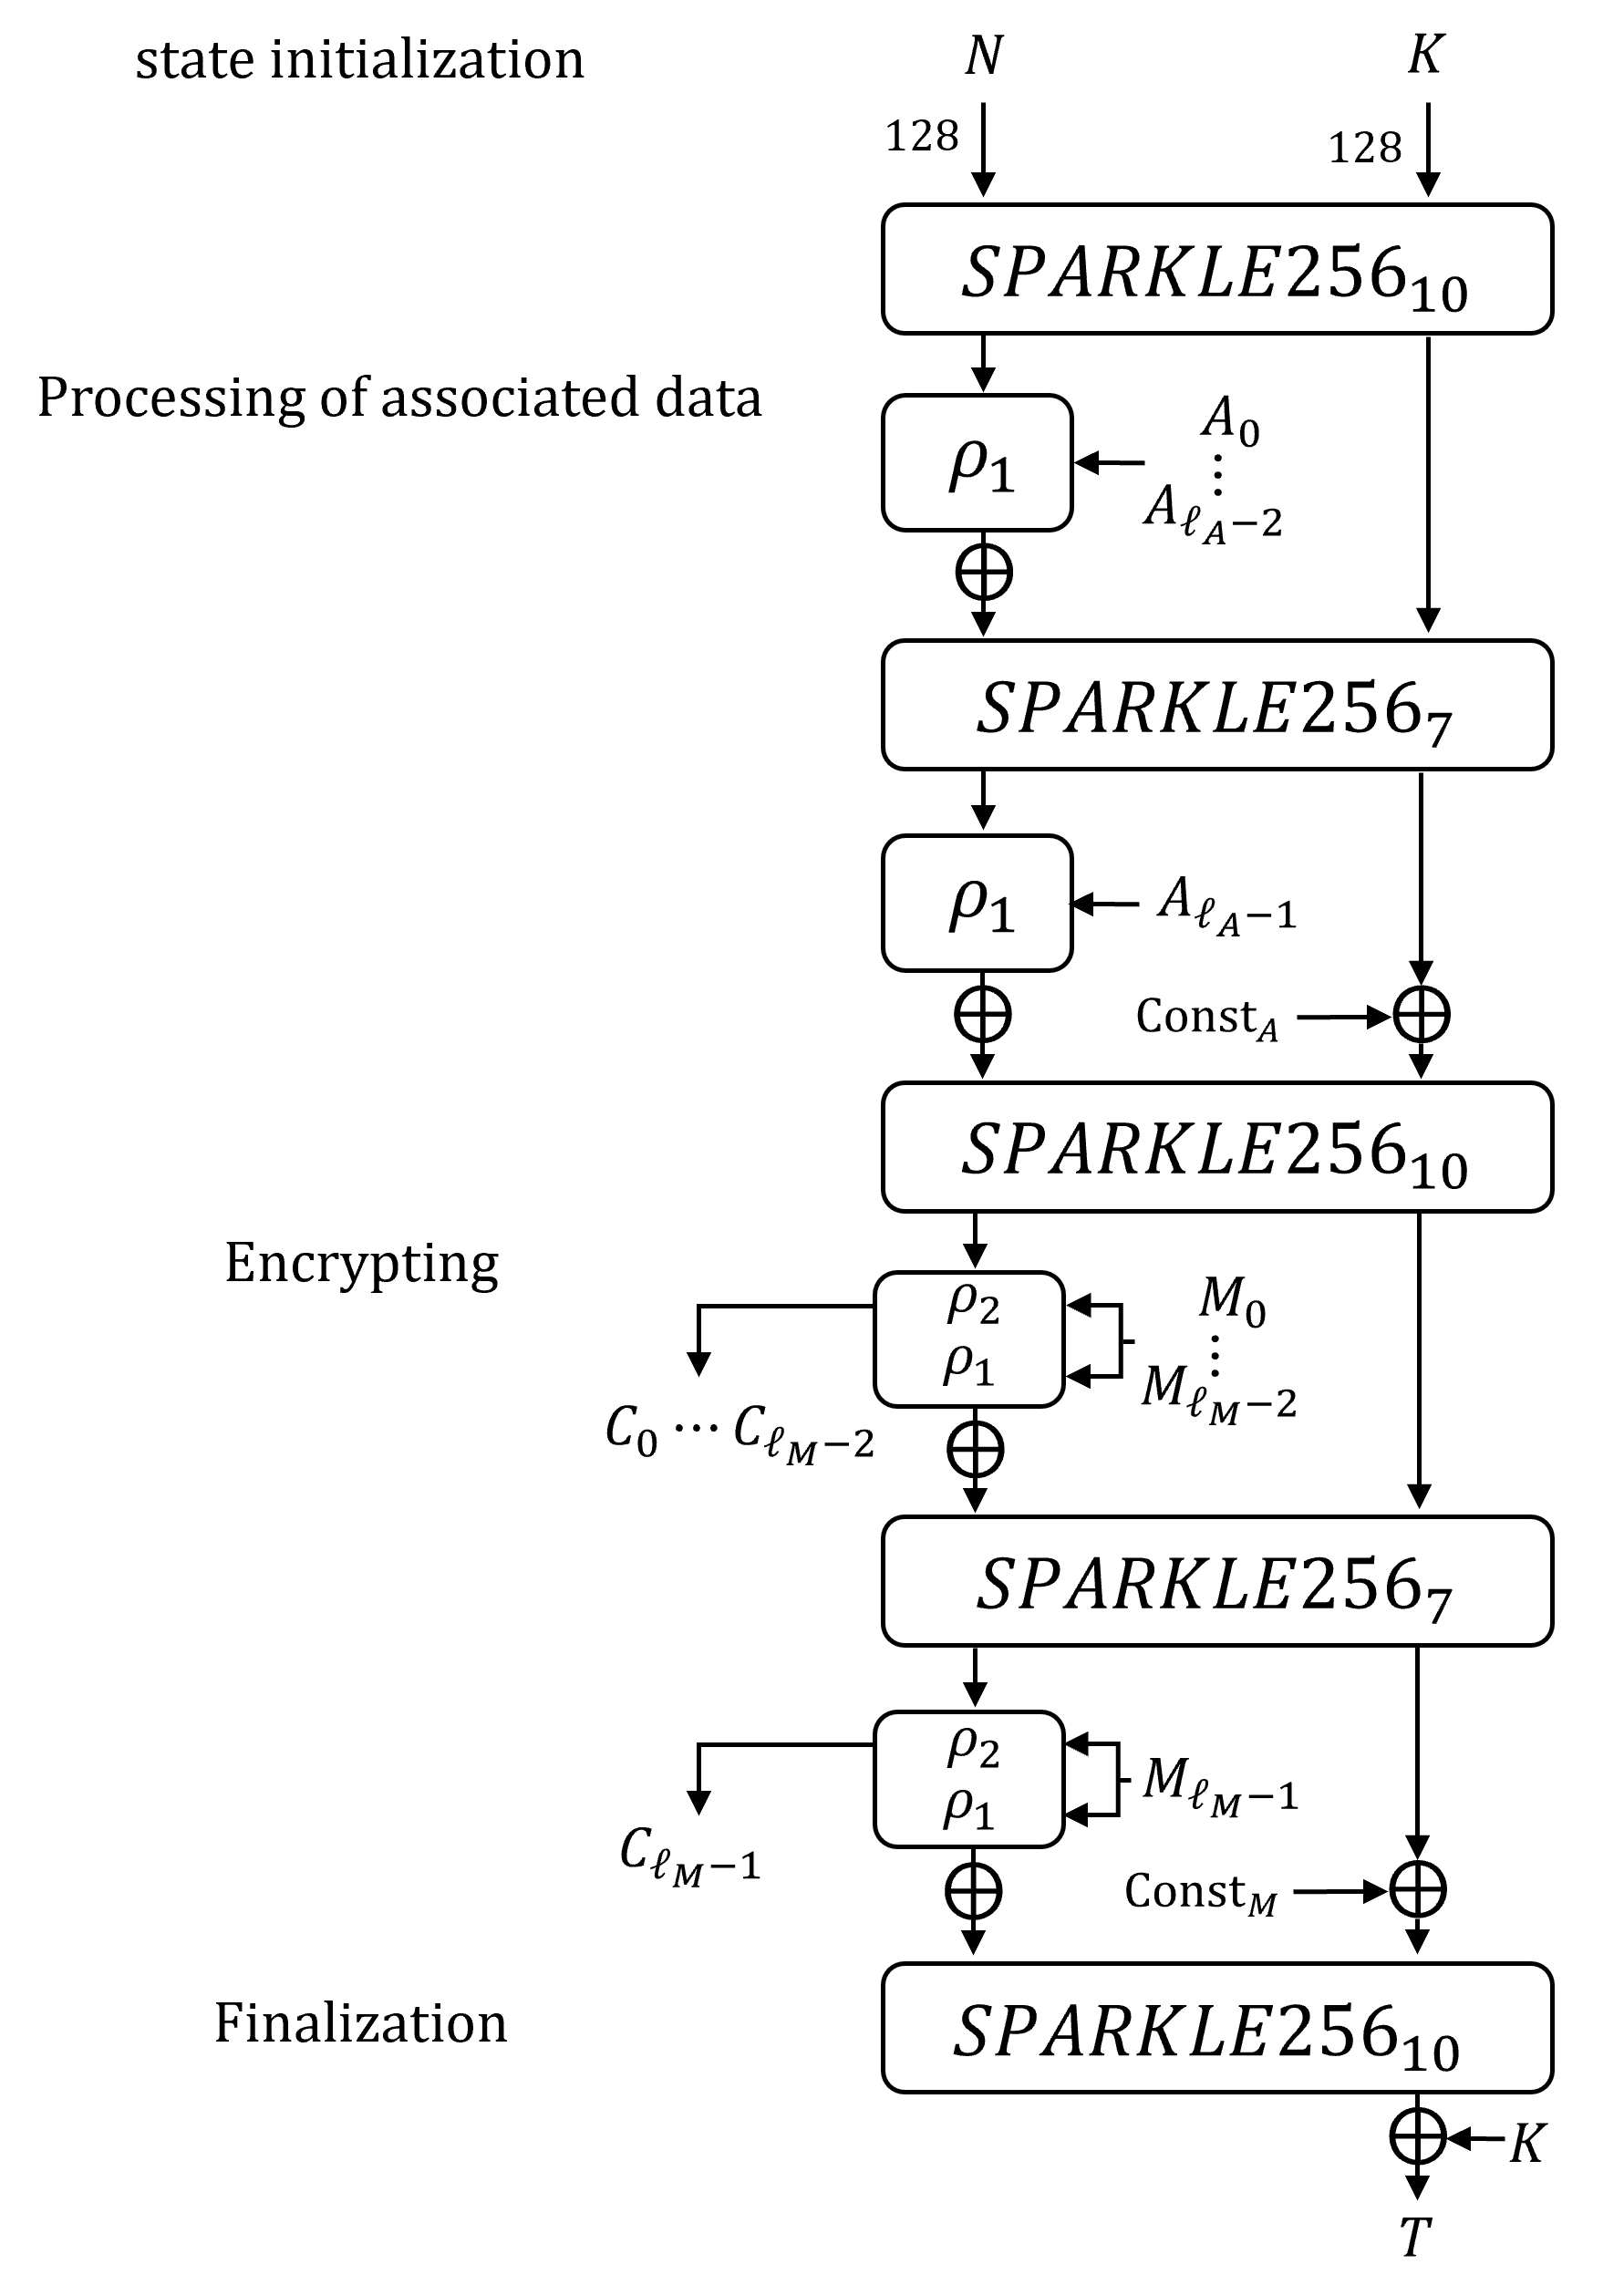 state initialization
N K
128 128
SPARKLE256₁₀
Processing of associated data
ρ₁
A₀
⋮
A_{ℓ_A−2}
SPARKLE256₇
ρ₁
A_{ℓ_A−1}
Const_A
SPARKLE256₁₀
Encrypting
ρ₂
ρ₁
M₀
⋮
M_{ℓ_M−2}
C₀ ⋯ C_{ℓ_M−2}
SPARKLE256₇
ρ₂
ρ₁
M_{ℓ_M−1}
C_{ℓ_M−1}
Const_M
Finalization
SPARKLE256₁₀
K
T